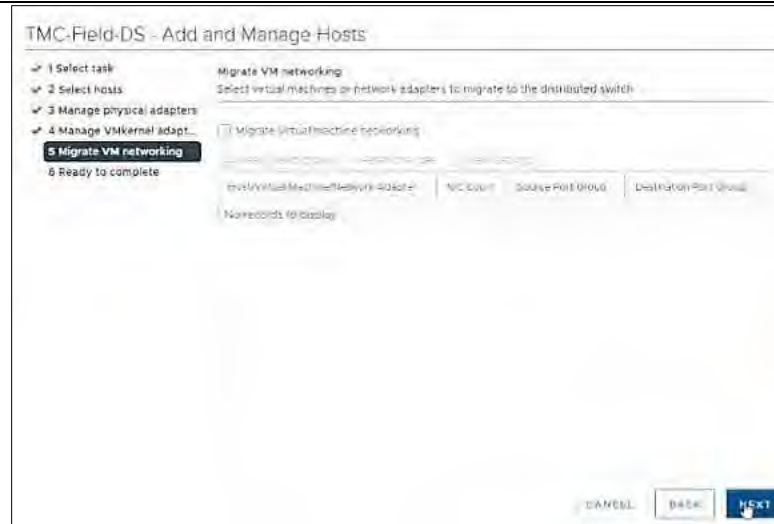 TMC-Field-DS - Add and Manage Hosts
1 Select task
2 Select hosts
3 Manage physical adapters
4 Manage VMkernel adapt...
5 Migrate VM networking
6 Ready to complete
Migrate VM networking
Select virtual machines or network adapters to migrate to the distributed switch
Migrate virtual machine networking
Host/Virtual Machine/Network Adapter NIC Count Source Port Group Destination Port Group
No records to display
CANCEL BACK NEXT